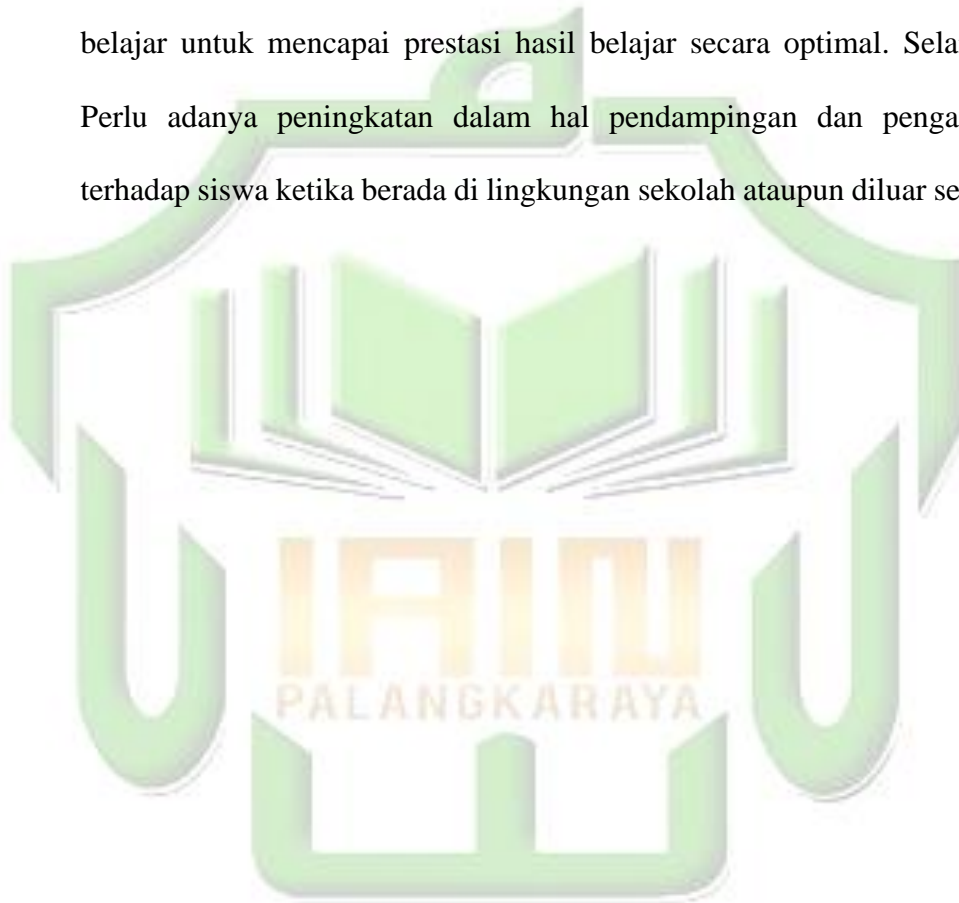 belajar untuk mencapai prestasi hasil belajar secara optimal. Sela
Perlu adanya peningkatan dalam hal pendampingan dan penga
terhadap siswa ketika berada di lingkungan sekolah ataupun diluar se
IAIN
PALANGKARAYA